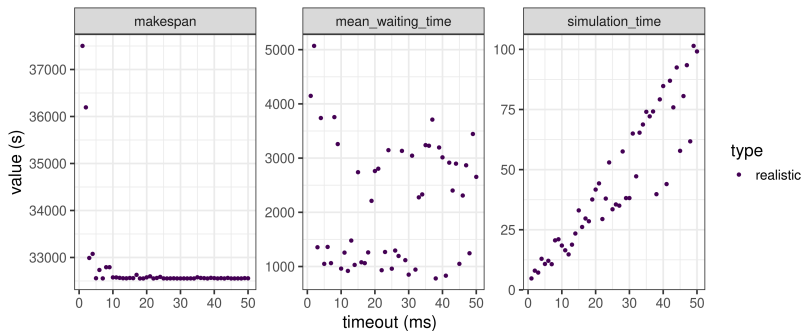 makespan mean_waiting_time simulation_time
value (s)
37000
36000
35000
34000
33000
5000
4000
3000
2000
1000
100
75
50
25
0
0 10 20 30 40 50 0 10 20 30 40 50 0 10 20 30 40 50
timeout (ms)
type
realistic